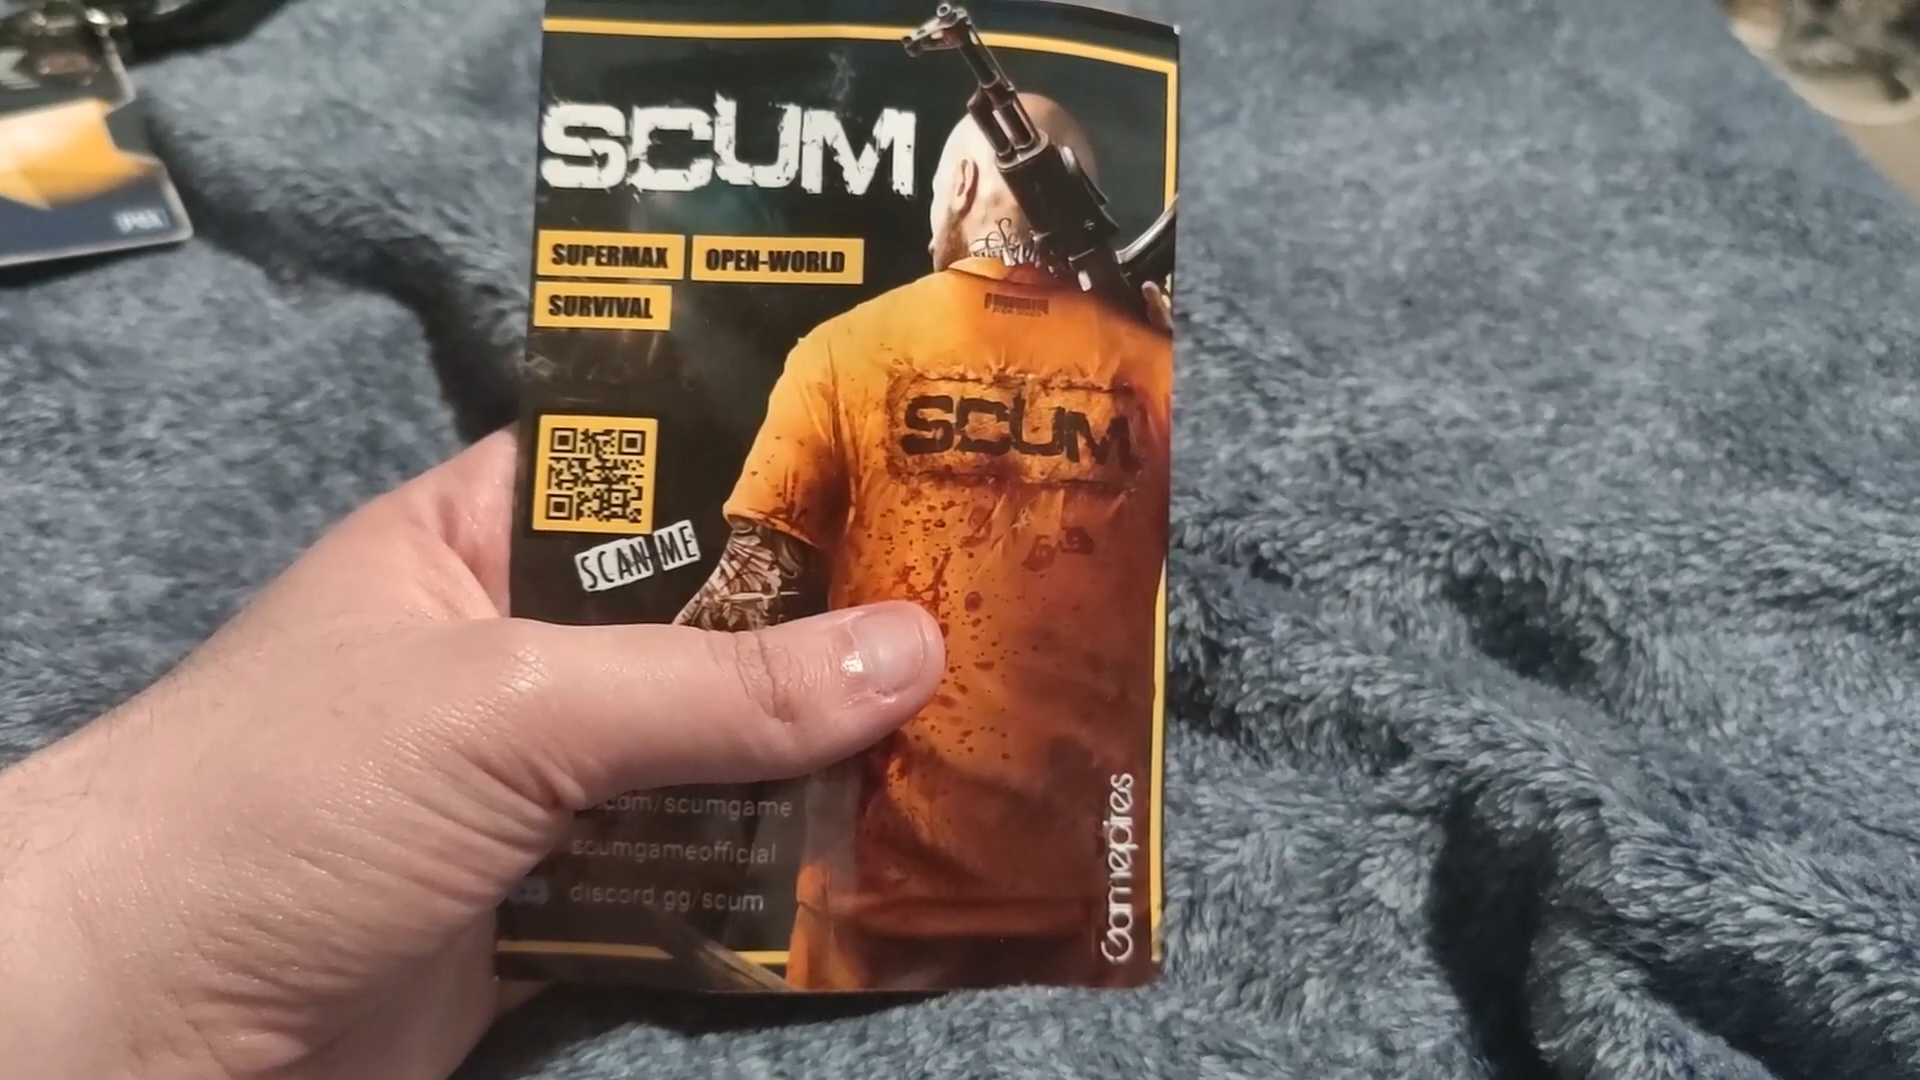 SCUM
SUPERMAX
OPEN-WORLD
SURVIVAL
SCUM
SCAN ME
.com/scumgame
scumgameofficial
discord.gg/scum
Gamepires